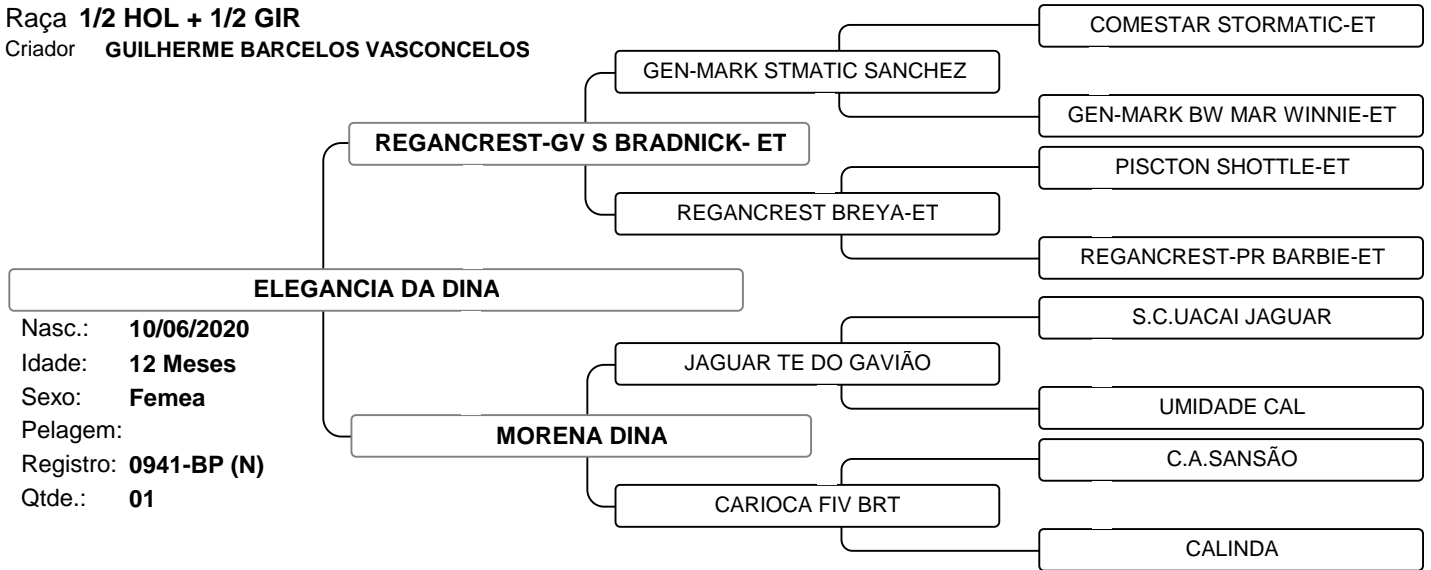 Raça 1/2 HOL + 1/2 GIR
Criador GUILHERME BARCELOS VASCONCELOS
COMESTAR STORMATIC-ET
GEN-MARK STMATIC SANCHEZ
GEN-MARK BW MAR WINNIE-ET
REGANCREST-GV S BRADNICK- ET
PISCTON SHOTTLE-ET
REGANCREST BREYA-ET
REGANCREST-PR BARBIE-ET
ELEGANCIA DA DINA
Nasc.: 10/06/2020
Idade: 12 Meses
Sexo: Femea
Pelagem:
Registro: 0941-BP (N)
Qtde.: 01
S.C.UACAI JAGUAR
JAGUAR TE DO GAVIÃO
UMIDADE CAL
MORENA DINA
C.A.SANSÃO
CARIOCA FIV BRT
CALINDA